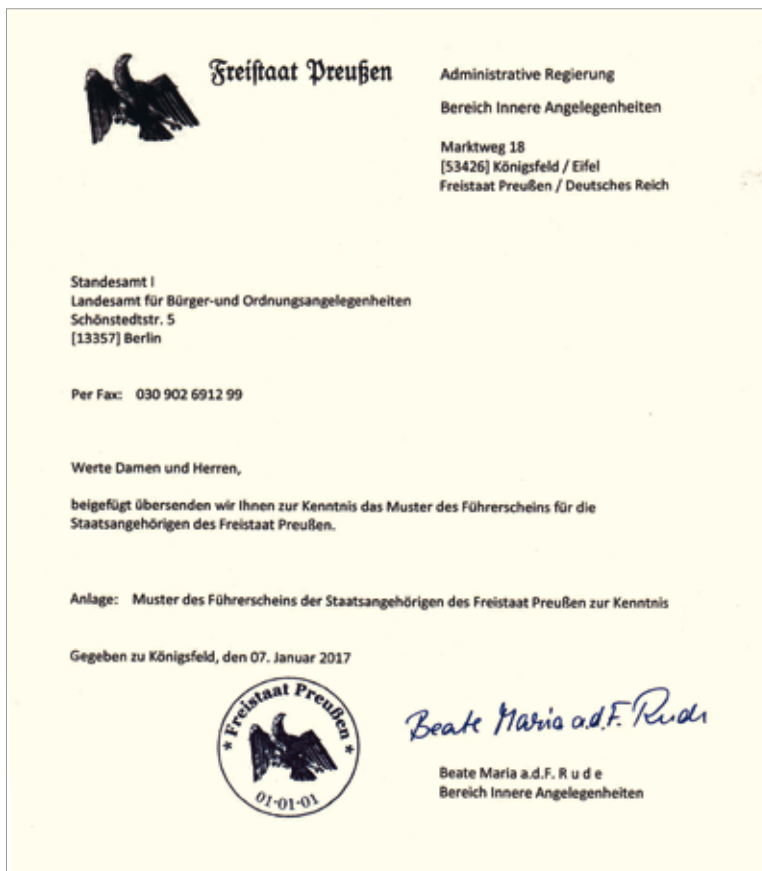 Freistaat Preußen
Administrative Regierung
Bereich Innere Angelegenheiten
Marktweg 18
[53426] Königsfeld / Eifel
Freistaat Preußen / Deutsches Reich
Standesamt I
Landesamt für Bürger-und Ordnungsangelegenheiten
Schönstedtstr. 5
[13357] Berlin
Per Fax: 030 902 6912 99
Werte Damen und Herren,
beigefügt übersenden wir Ihnen zur Kenntnis das Muster des Führerscheins für die
Staatsangehörigen des Freistaat Preußen.
Anlage: Muster des Führerscheins der Staatsangehörigen des Freistaat Preußen zur Kenntnis
Gegeben zu Königsfeld, den 07. Januar 2017
* Freistaat Preußen *
01-01-01
Beate Maria a.d.F. Rude
Beate Maria a.d.F. R u d e
Bereich Innere Angelegenheiten